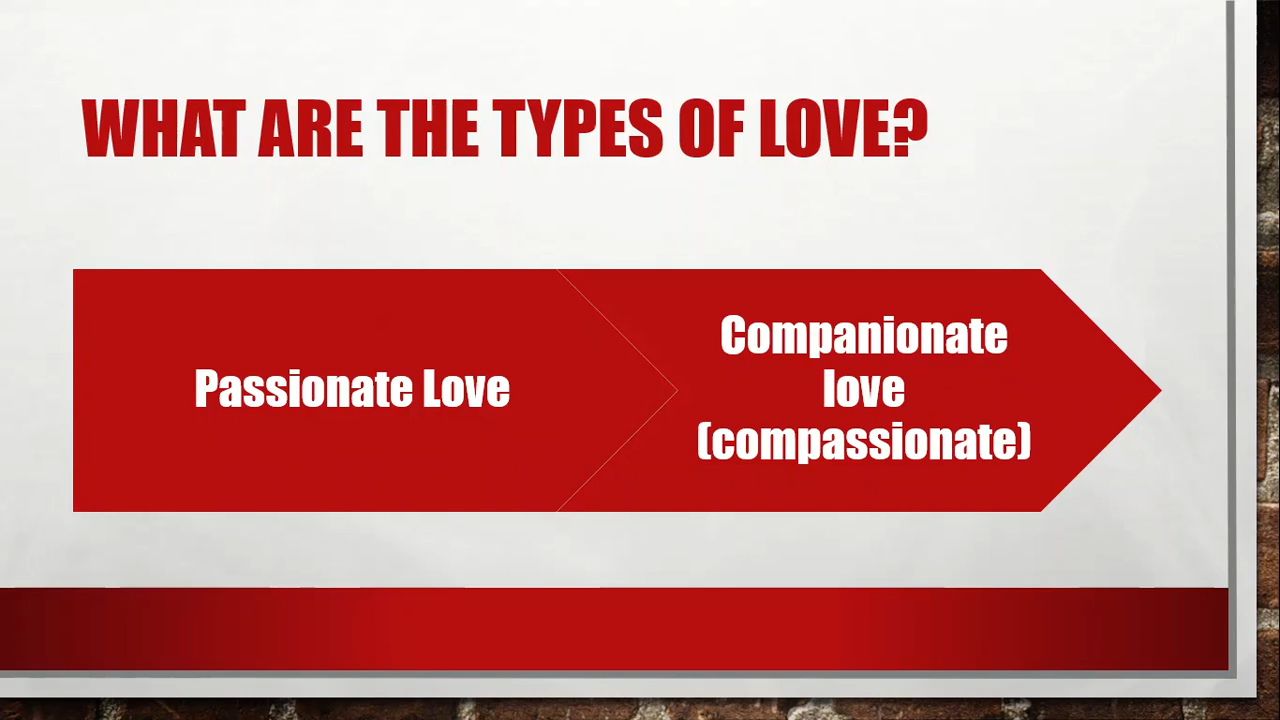 WHAT ARE THE TYPES OF LOVE?
Passionate Love
Companionate
love
(compassionate)